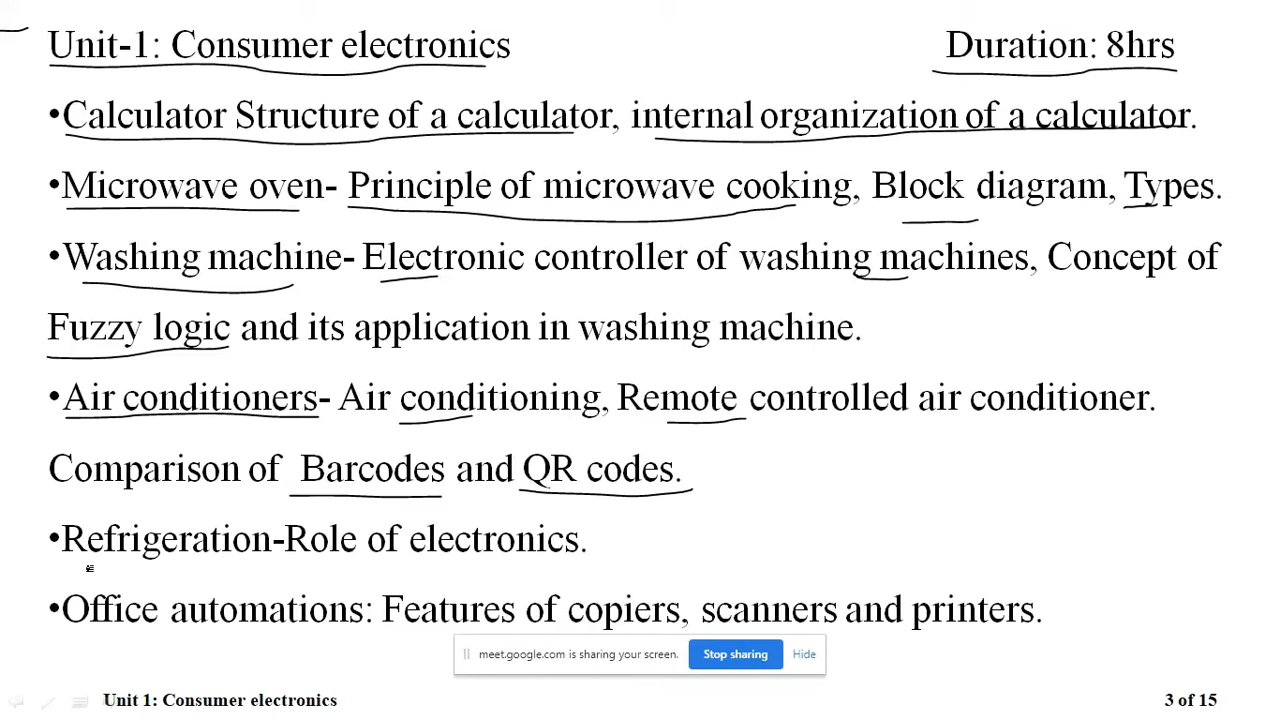 Unit-1: Consumer electronics Duration: 8hrs
•Calculator Structure of a calculator, internal organization of a calculator.
•Microwave oven- Principle of microwave cooking, Block diagram, Types.
•Washing machine- Electronic controller of washing machines, Concept of
Fuzzy logic and its application in washing machine.
•Air conditioners- Air conditioning, Remote controlled air conditioner.
Comparison of Barcodes and QR codes.
•Refrigeration-Role of electronics.
•Office automations: Features of copiers, scanners and printers.
meet.google.com is sharing your screen. Stop sharing Hide
Unit 1: Consumer electronics 3 of 15